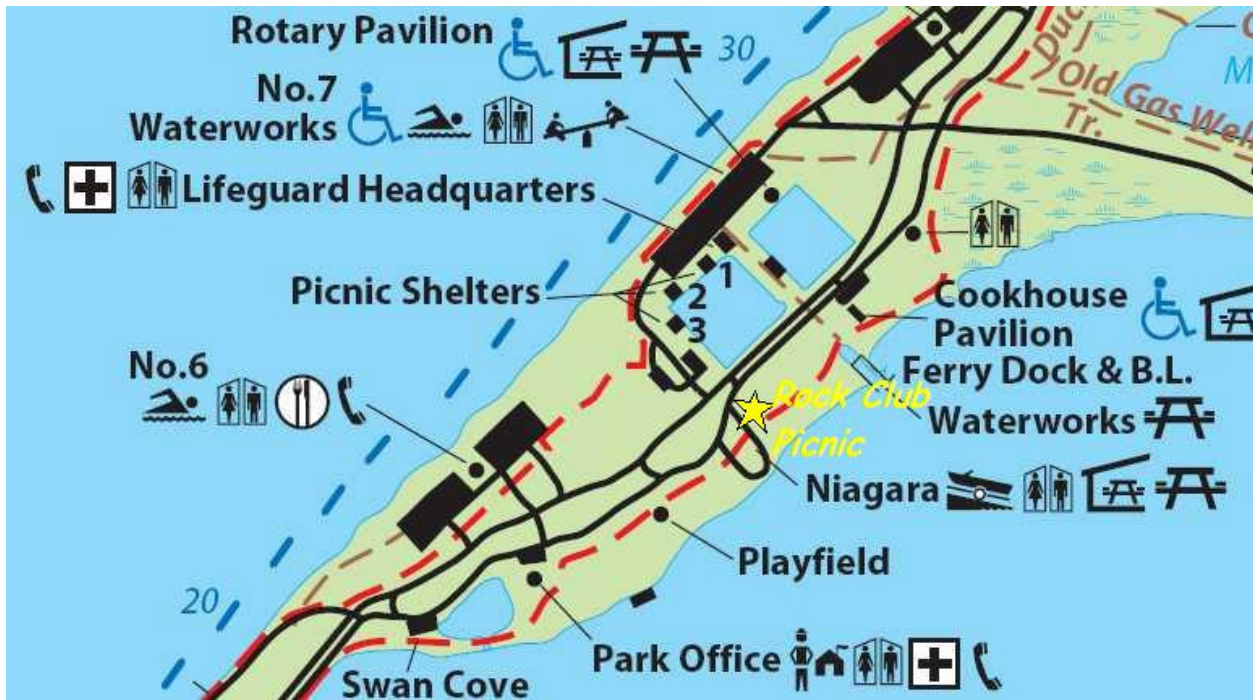 Rotary Pavilion
30
No.7
Waterworks
Lifeguard Headquarters
Picnic Shelters
1
2
3
No.6
20
Old Gas Well
Tr.
Cookhouse
Pavilion
Ferry Dock & B.L.
Waterworks
Rock Club
Picnic
Niagara
Playfield
Park Office
Swan Cove